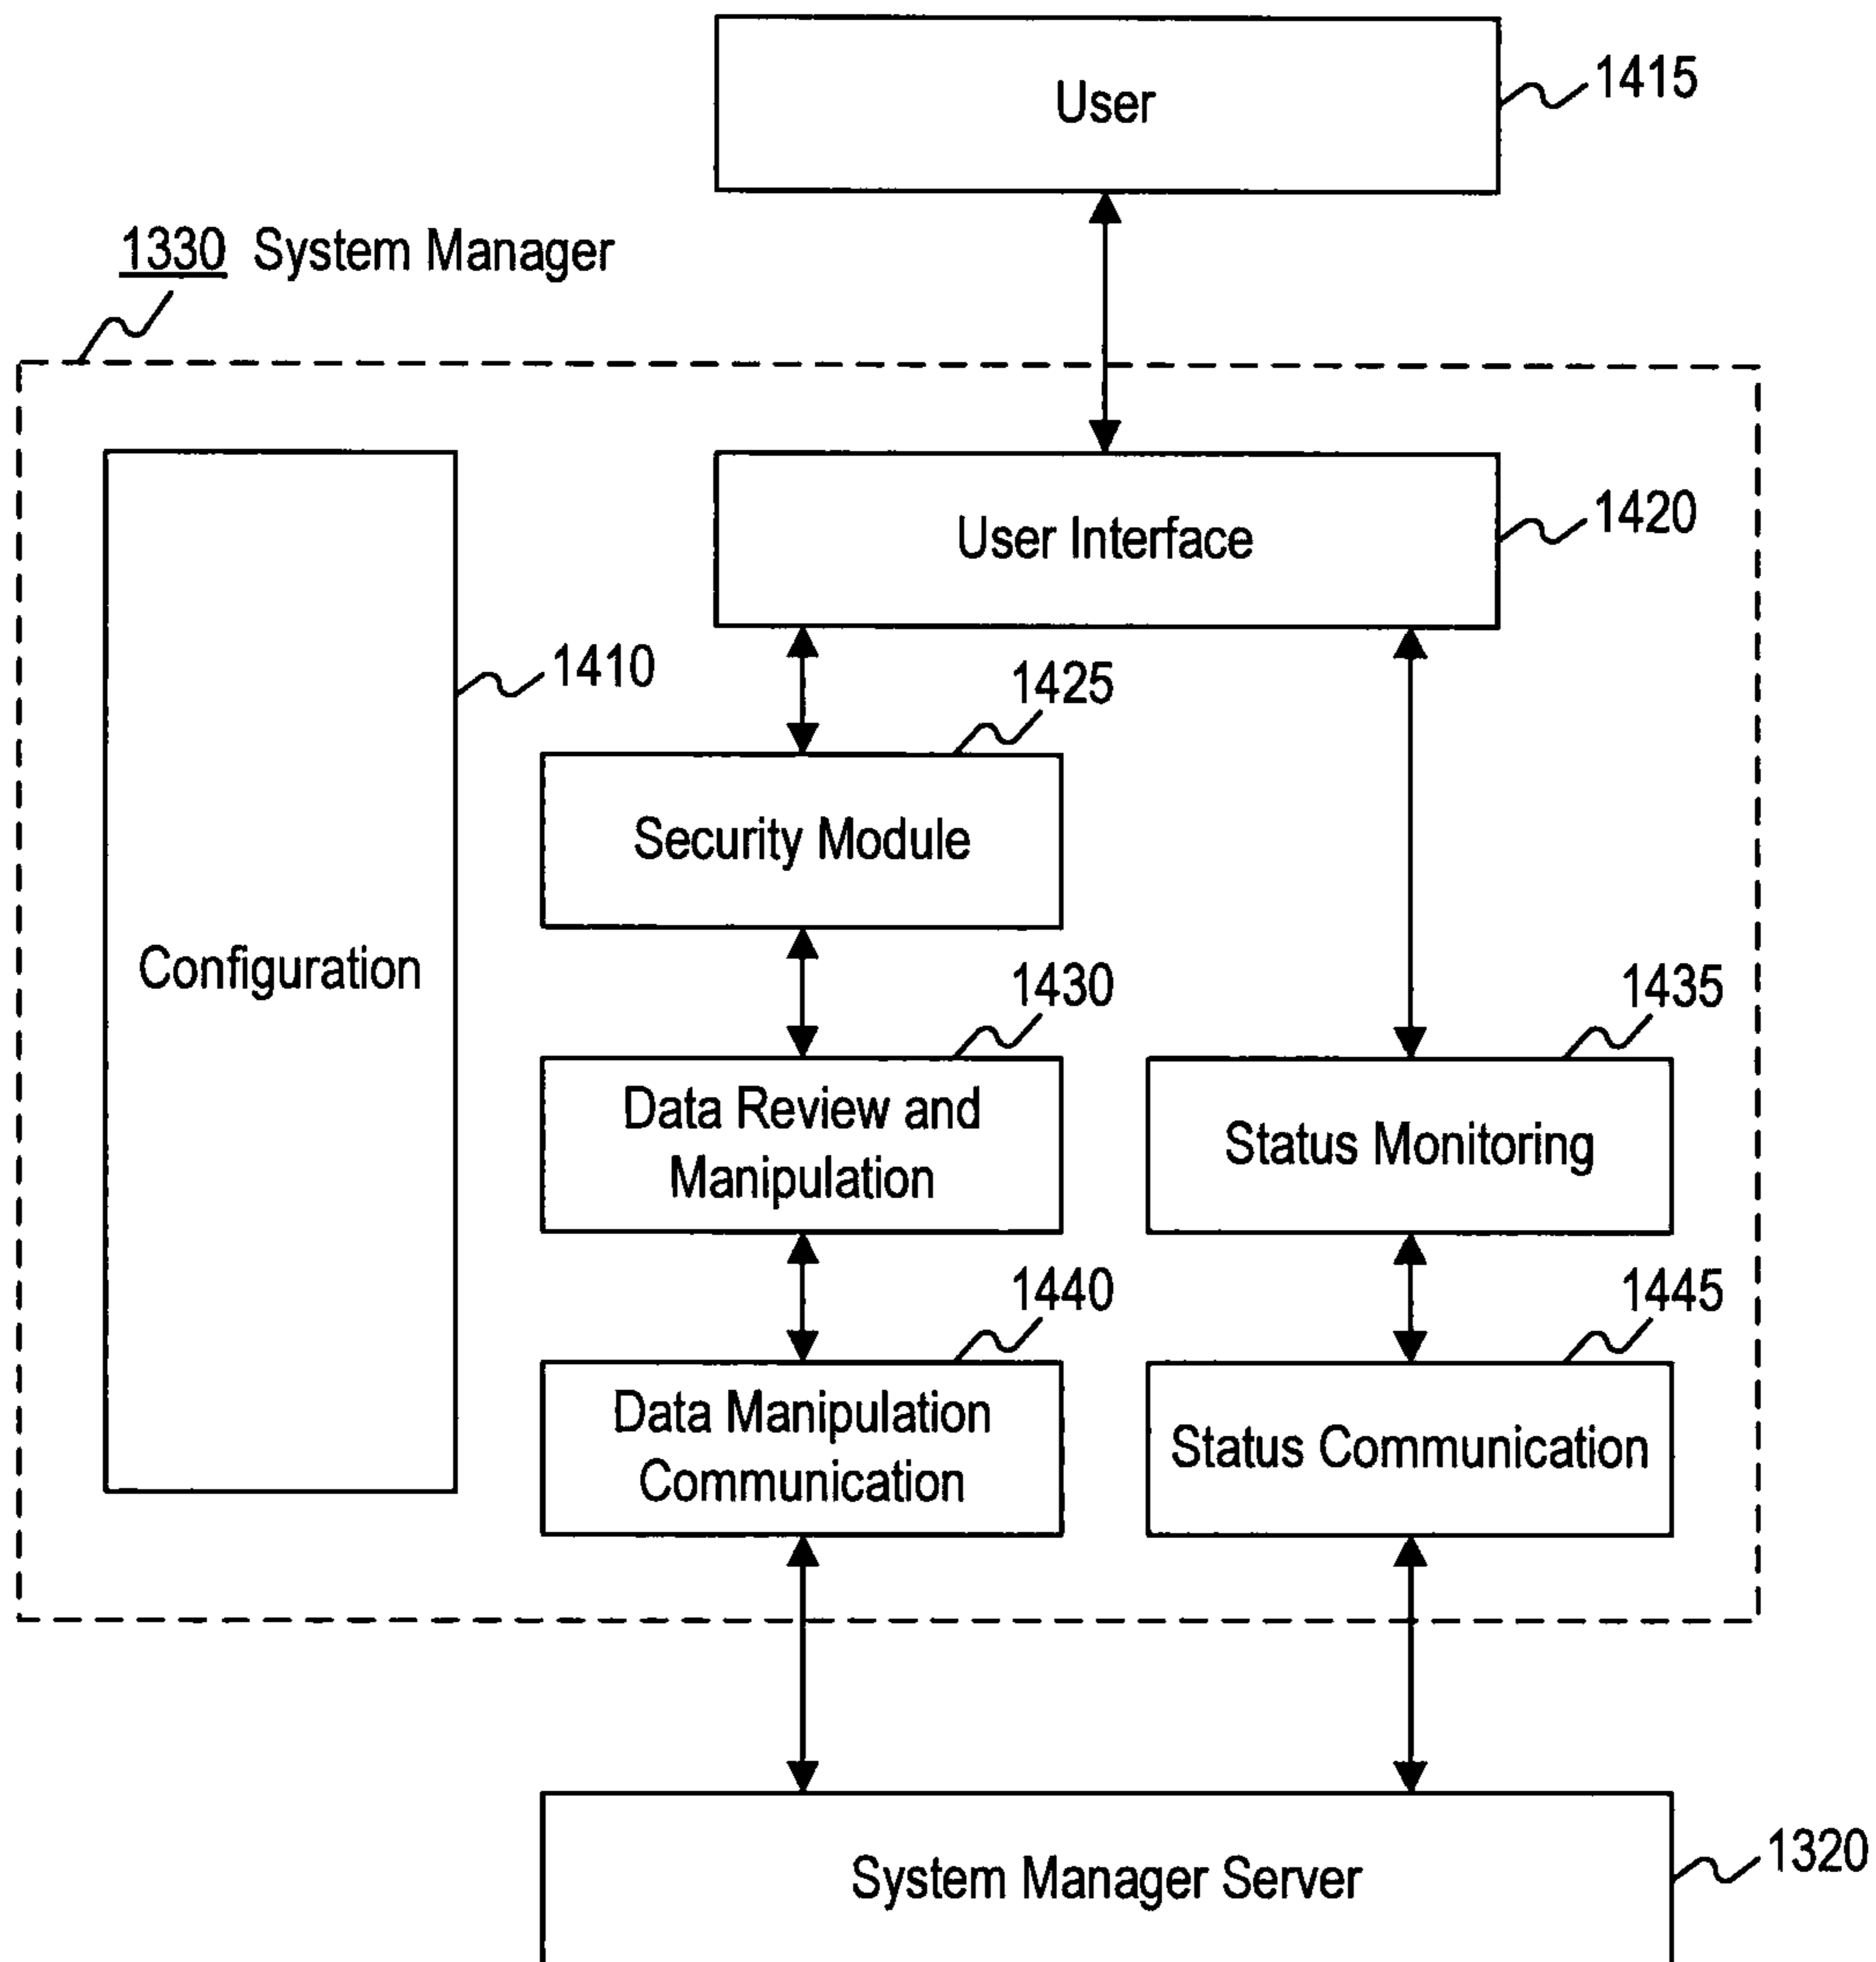 User
1415
1330 System Manager
User Interface
1420
1410
1425
Security Module
Configuration
1430
1435
Data Review and
Manipulation
Status Monitoring
1440
1445
Data Manipulation
Communication
Status Communication
System Manager Server
1320